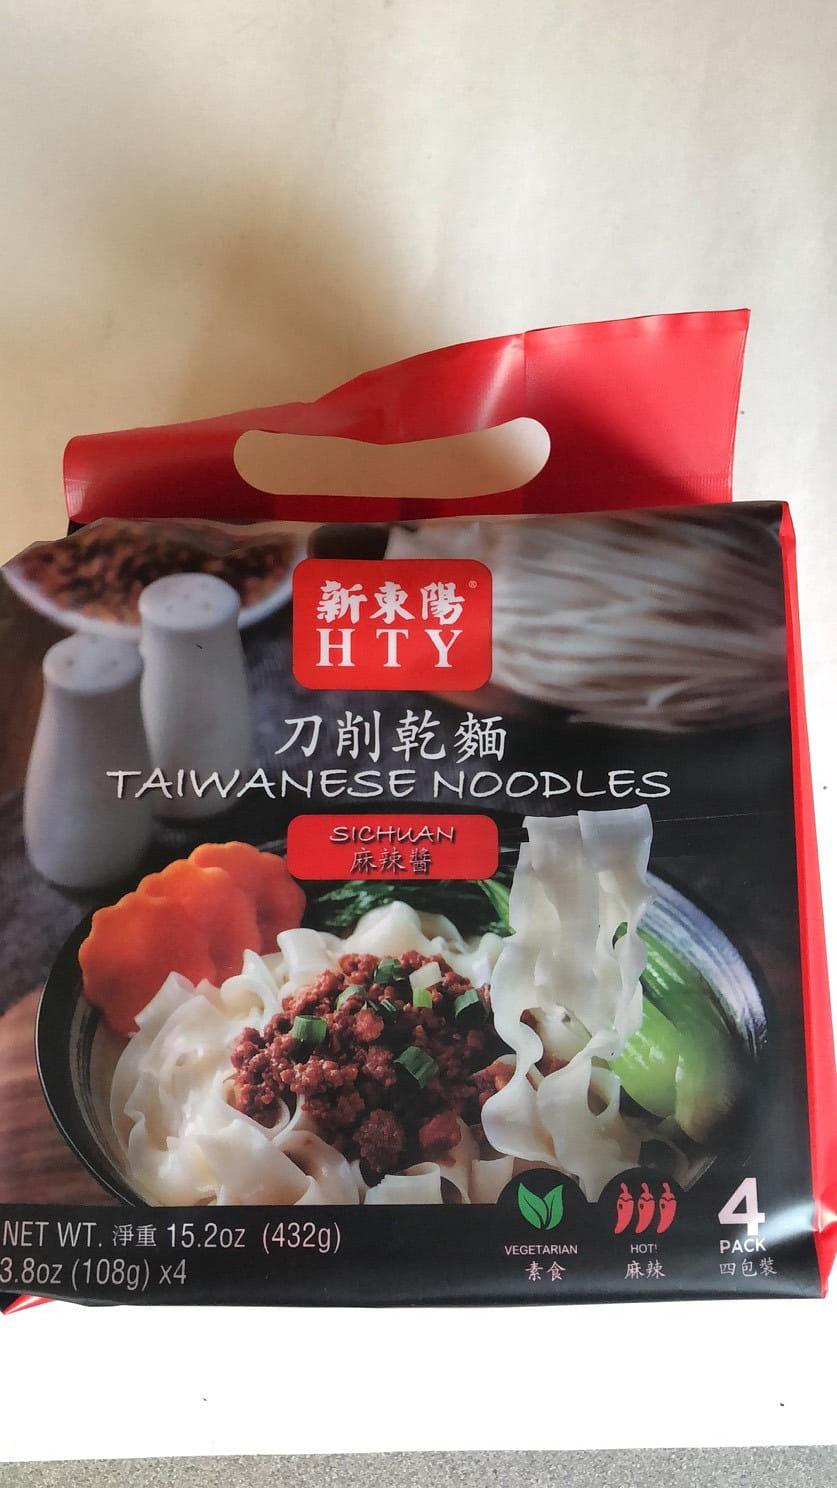 新東陽®
HTY
刀削乾麵
TAIWANESE NOODLES
SICHUAN
麻辣醬
NET WT. 淨重 15.2oz (432g)
3.8oz (108g) x4
VEGETARIAN
素食
HOT!
麻辣
4
PACK
四包裝